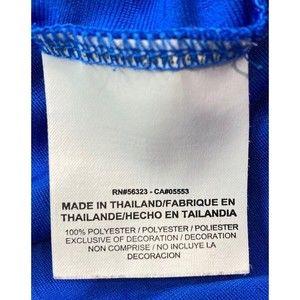 RN#56323 - CA#05553
MADE IN THAILAND/FABRIQUE EN
THAILANDE/HECHO EN TAILANDIA
100% POLYESTER / POLYESTER / POLIESTER
EXCLUSIVE OF DECORATION / DECORATION
NON COMPRISE / NO INCLUYE LA
DECORACION